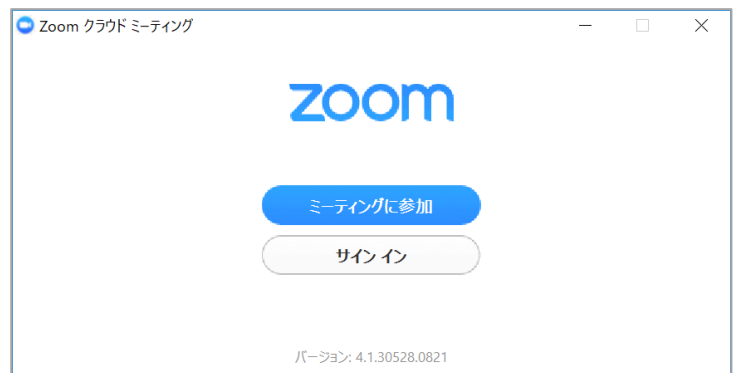 Zoom クラウド ミーティング
zoom
ミーティングに参加
サイン イン
バージョン: 4.1.30528.0821